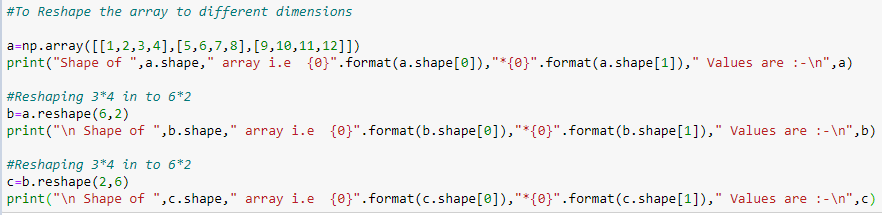 #To Reshape the array to different dimensions
a=np.array([[1,2,3,4],[5,6,7,8],[9,10,11,12]])
print("Shape of ",a.shape," array i.e  {0}".format(a.shape[0]),"*{0}".format(a.shape[1])," Values are :-\n",a)
#Reshaping 3*4 in to 6*2
b=a.reshape(6,2)
print("\n Shape of ",b.shape," array i.e  {0}".format(b.shape[0]),"*{0}".format(b.shape[1])," Values are :-\n",b)
#Reshaping 3*4 in to 6*2
c=b.reshape(2,6)
print("\n Shape of ",c.shape," array i.e  {0}".format(c.shape[0]),"*{0}".format(c.shape[1])," Values are :-\n",c)